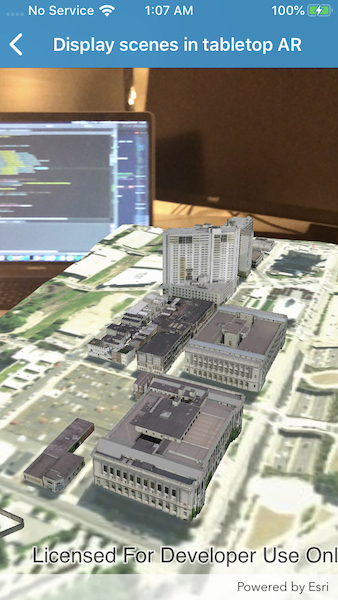 No Service 1:07 AM 100%
Display scenes in tabletop AR
Licensed For Developer Use Onl
Powered by Esri